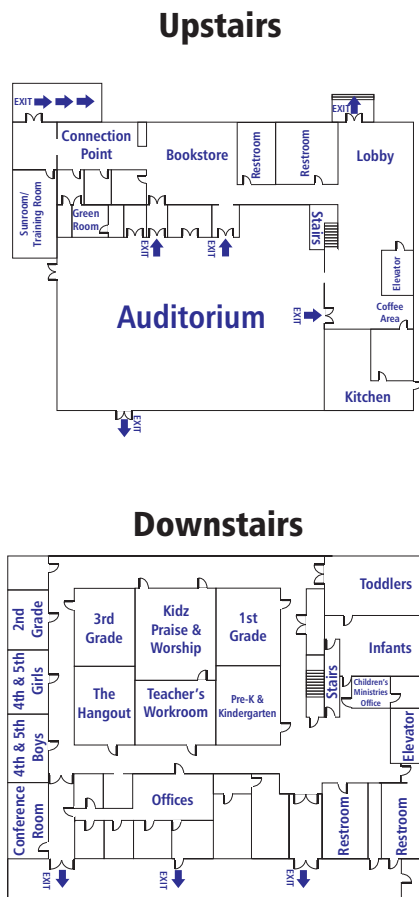 Upstairs
EXIT
EXIT
Connection
Point
Bookstore
Restroom
Restroom
Lobby
Sunroom/
Training Room
Green
Room
Stairs
EXIT
EXIT
Elevator
Auditorium
EXIT
Coffee
Area
Kitchen
EXIT
Downstairs
Toddlers
2nd
Grade
3rd
Grade
Kidz
Praise &
Worship
1st
Grade
Infants
4th & 5th
Girls
Stairs
Children's
Ministries
Office
The
Hangout
Teacher's
Workroom
Pre-K &
Kindergarten
4th & 5th
Boys
Elevator
Conference
Room
Offices
Restroom
Restroom
EXIT
EXIT
EXIT